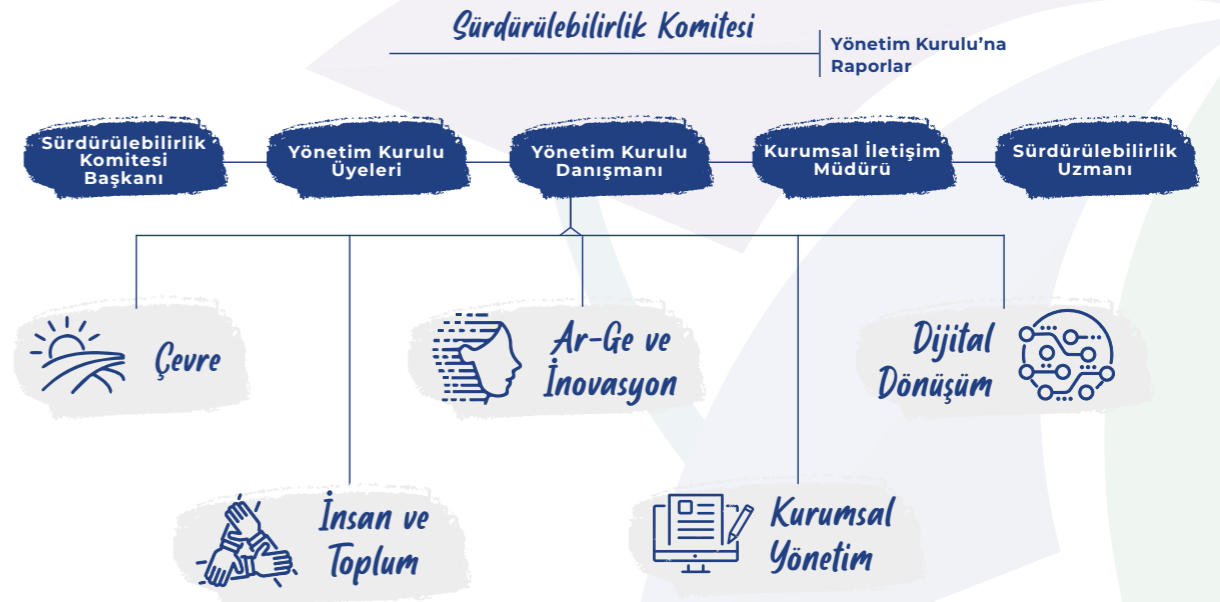 Sürdürülebilirlik Komitesi
Yönetim Kurulu’na
Raporlar
Sürdürülebilirlik
Komitesi
Başkanı
Yönetim Kurulu
Üyeleri
Yönetim Kurulu
Danışmanı
Kurumsal İletişim
Müdürü
Sürdürülebilirlik
Uzmanı
Çevre
Ar-Ge ve
İnovasyon
Dijital
Dönüşüm
İnsan ve
Toplum
Kurumsal
Yönetim